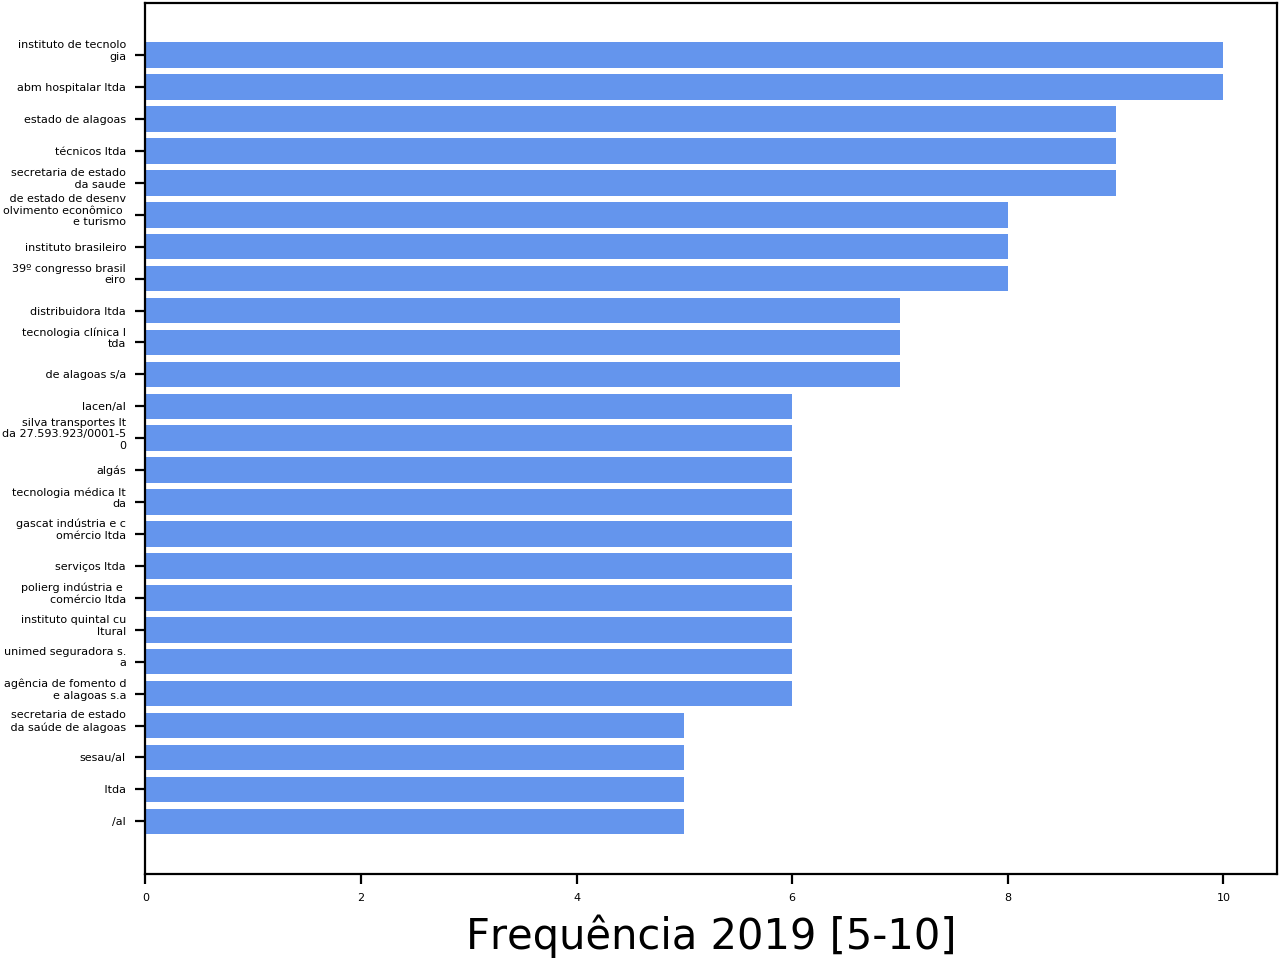 instituto de tecnolo
gia
abm hospitalar ltda
estado de alagoas
técnicos ltda
secretaria de estado
da saude
de estado de desenv
olvimento econômico
e turismo
instituto brasileiro
39º congresso brasil
eiro
distribuidora ltda
tecnologia clínica l
tda
de alagoas s/a
lacen/al
silva transportes lt
da 27.593.923/0001-5
0
algás
tecnologia médica lt
da
gascat indústria e c
omércio ltda
serviços ltda
polierg indústria e
comércio ltda
instituto quintal cu
ltural
unimed seguradora s.
a
agência de fomento d
e alagoas s.a
secretaria de estado
da saúde de alagoas
sesau/al
ltda
/al
0 2 4 6 8 10
Frequência 2019 [5-10]